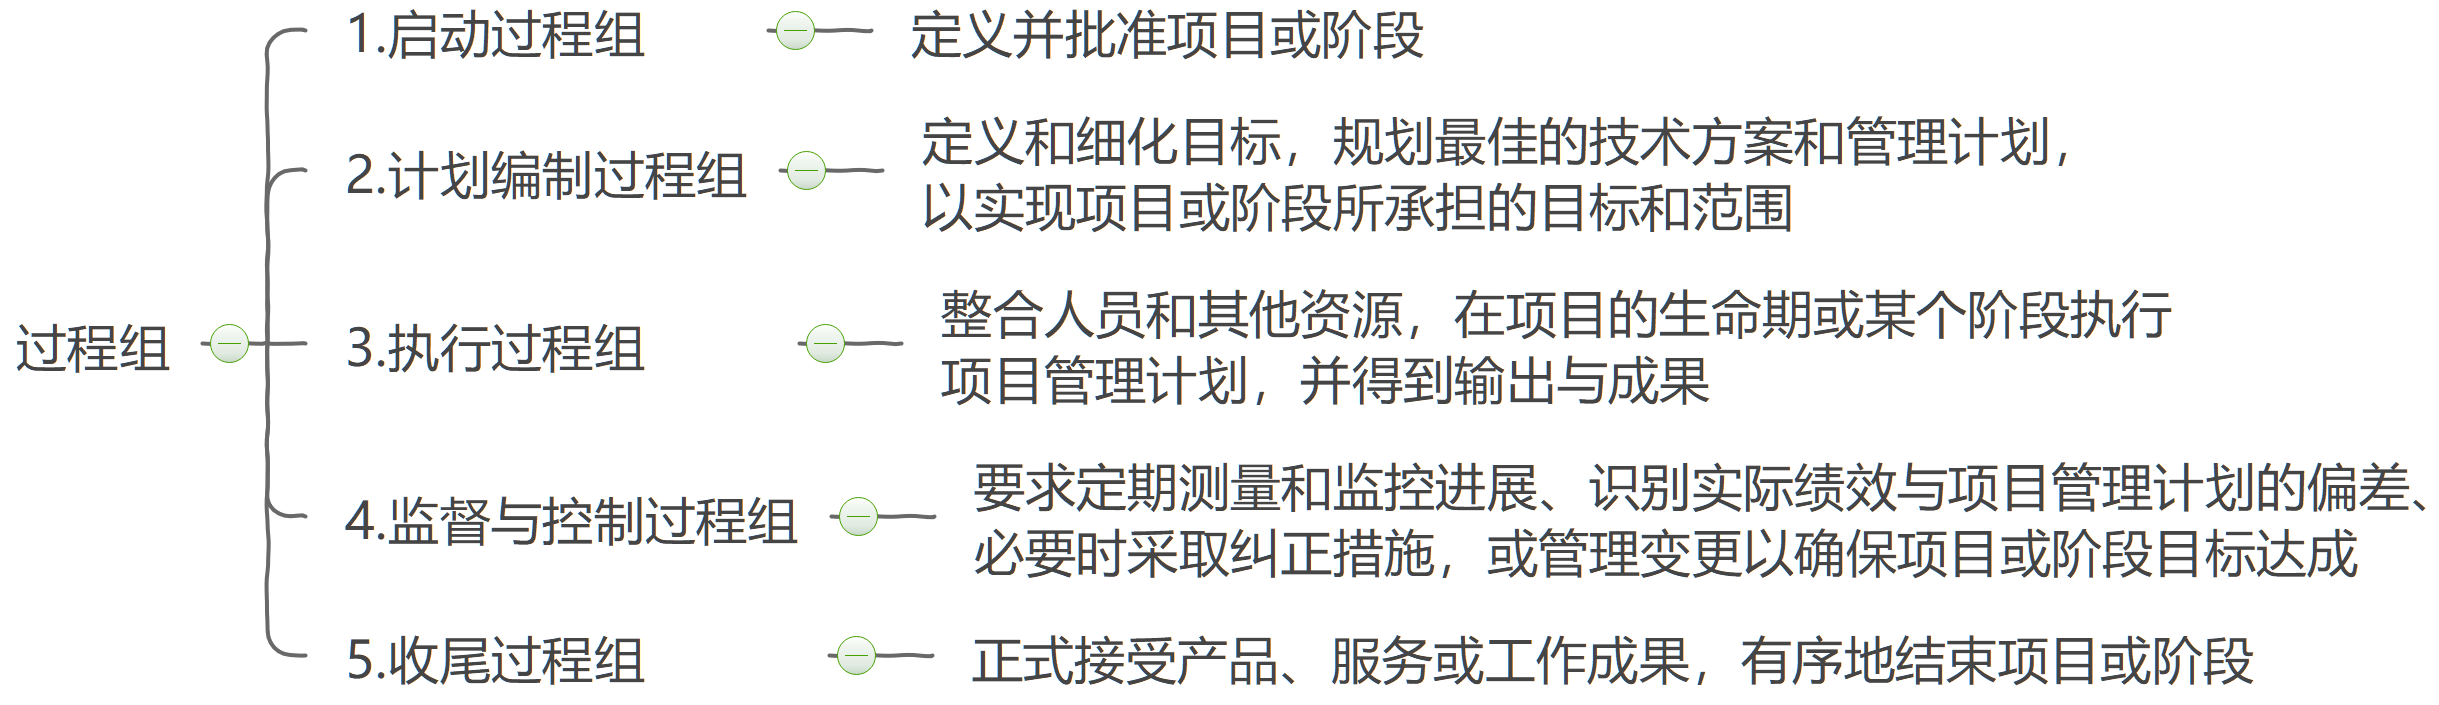 过程组
1.启动过程组
定义并批准项目或阶段
2.计划编制过程组
定义和细化目标，规划最佳的技术方案和管理计划，
以实现项目或阶段所承担的目标和范围
3.执行过程组
整合人员和其他资源，在项目的生命期或某个阶段执行
项目管理计划，并得到输出与成果
4.监督与控制过程组
要求定期测量和监控进展、识别实际绩效与项目管理计划的偏差、
必要时采取纠正措施，或管理变更以确保项目或阶段目标达成
5.收尾过程组
正式接受产品、服务或工作成果，有序地结束项目或阶段